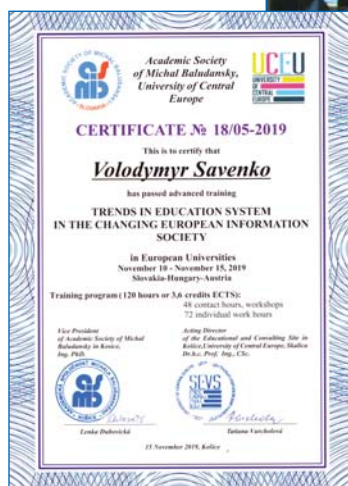 Academic Society
of Michal Baludansky,
University of Central
Europe
UCEU
UNIVERSITY
OF
CENTRAL
EUROPE
CERTIFICATE № 18/05-2019
This is to certify that
Volodymyr Savenko
has passed advanced training
TRENDS IN EDUCATION SYSTEM
IN THE CHANGING EUROPEAN INFORMATION
SOCIETY
in European Universities
November 10 - November 15, 2019
Slovakia-Hungary-Austria
Training program (120 hours or 3,6 credits ECTS):
48 contact hours, workshops
72 individual work hours
Vice President
of Academic Society of Michal
Baludansky in Kosice,
Ing. PhD.
Acting Director
of the Educational and Consulting Site in
Košice, University of Central Europe, Skalica
Dr.h.c. Prof. Ing., CSc.
SEVS
Lenka Dubovická
Tatiana Varcholová
15 November 2019, Košice